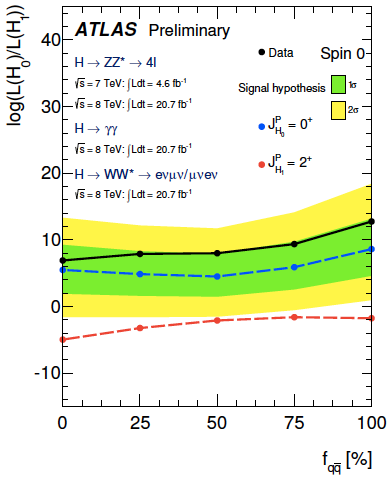 ATLAS Preliminary
H → ZZ* → 4l
√s = 7 TeV: ∫Ldt = 4.6 fb⁻¹
√s = 8 TeV: ∫Ldt = 20.7 fb⁻¹
H → γγ
√s = 8 TeV: ∫Ldt = 20.7 fb⁻¹
H → WW* → eνμν/μνeν
√s = 8 TeV: ∫Ldt = 20.7 fb⁻¹
Data
Spin 0
Signal hypothesis
1σ
2σ
J^P_H₀ = 0⁺
J^P_H₁ = 2⁺
log(L(H₀)/L(H₁))
40
30
20
10
0
-10
0 25 50 75 100
f_qq̄ [%]